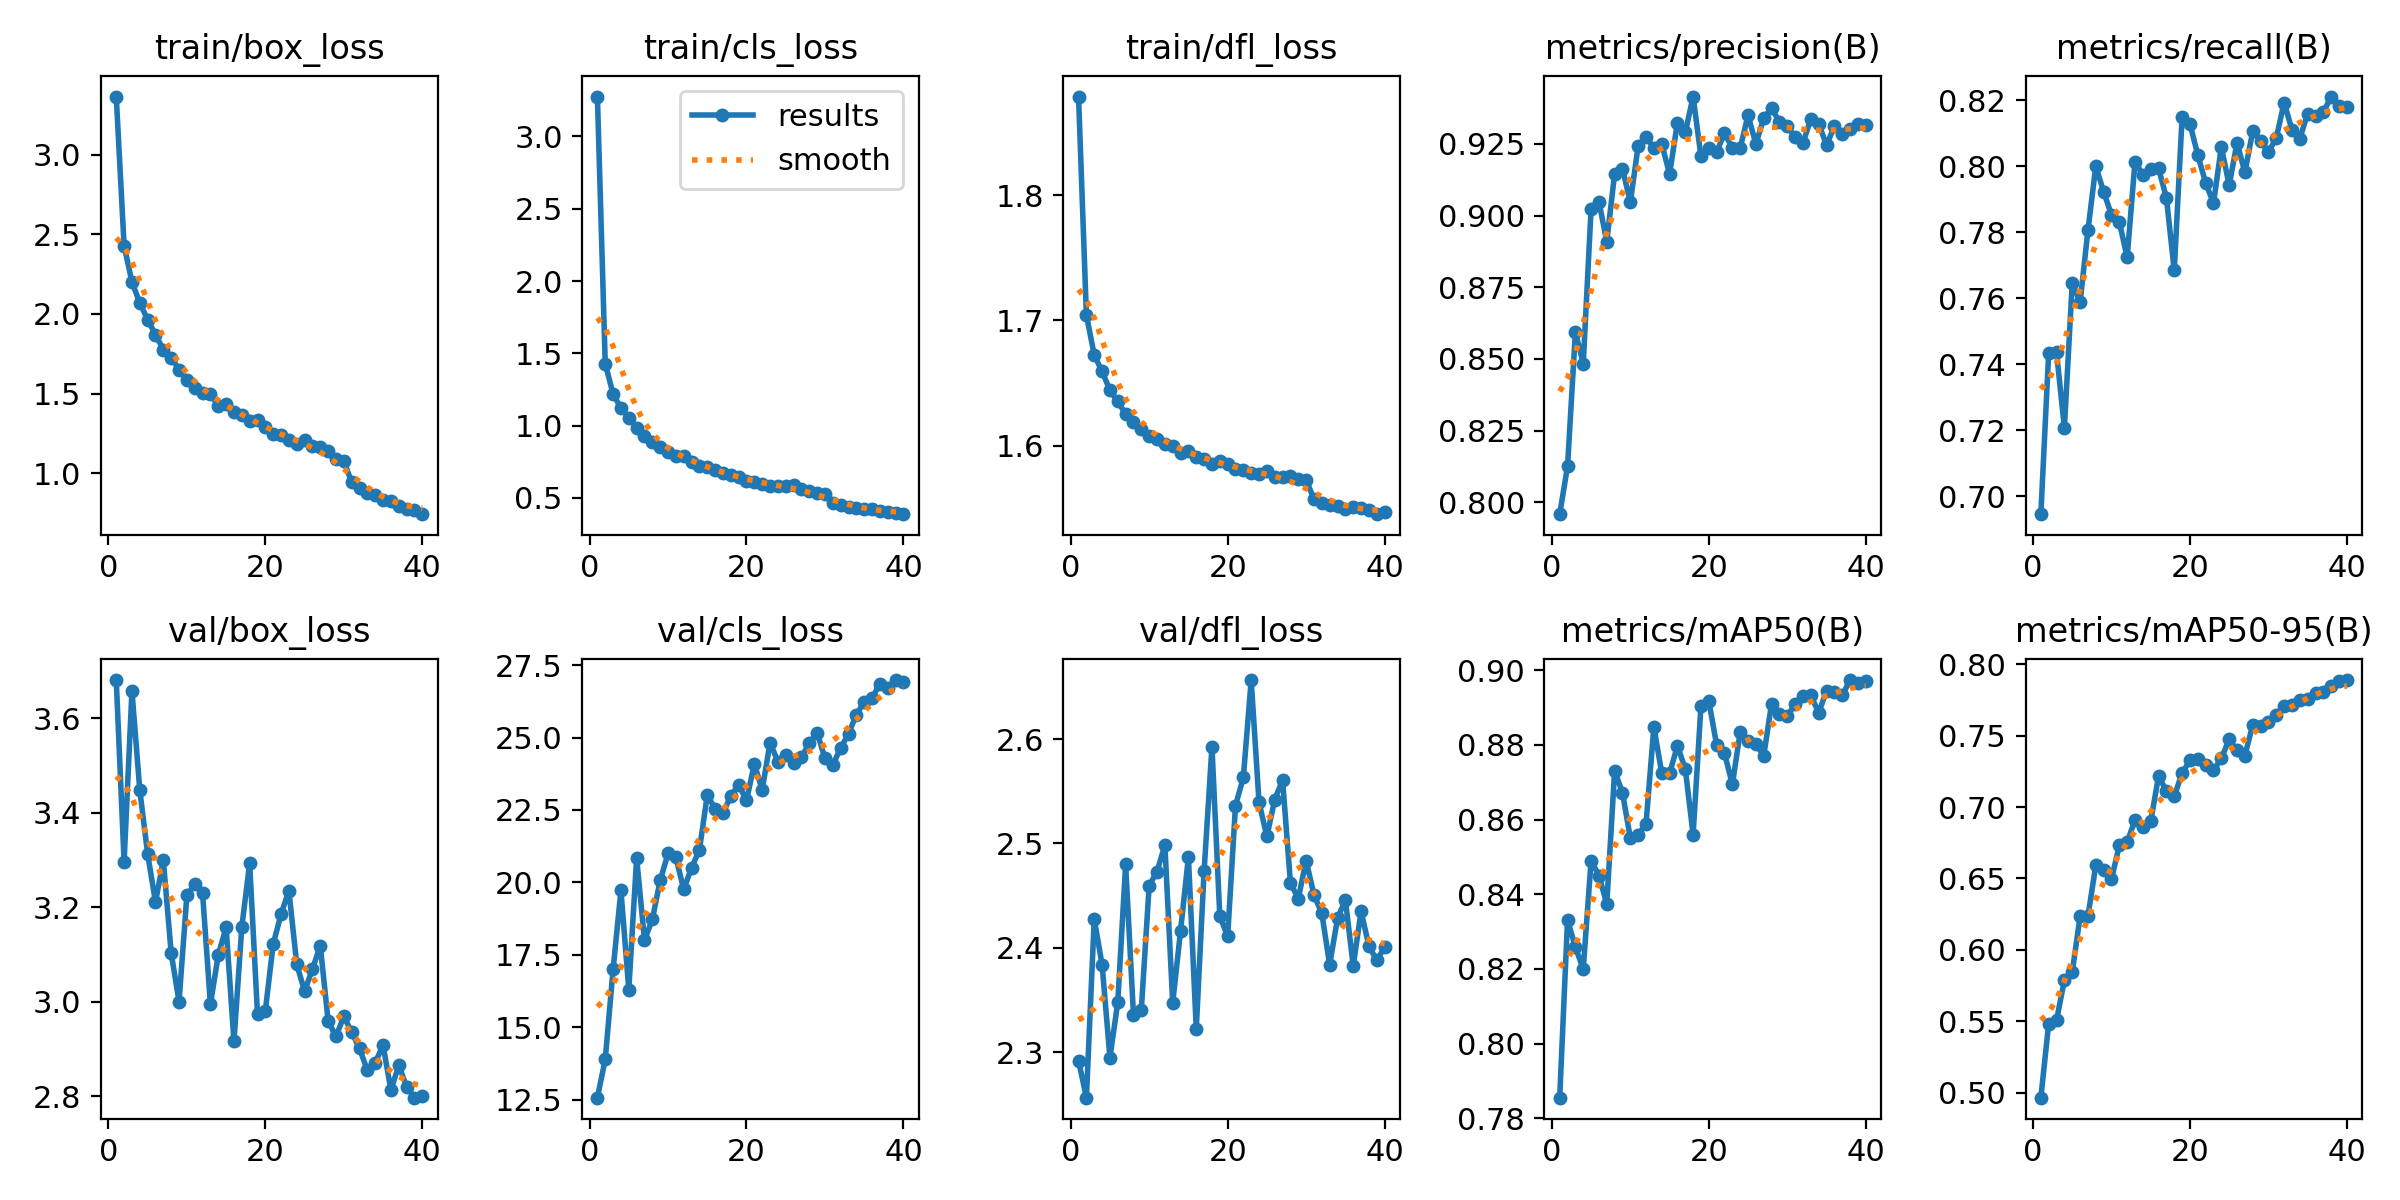 train/box_loss
3.0
2.5
2.0
1.5
1.0
0 20 40
train/cls_loss
results
smooth
3.0
2.5
2.0
1.5
1.0
0.5
0 20 40
train/dfl_loss
1.8
1.7
1.6
0 20 40
metrics/precision(B)
0.925
0.900
0.875
0.850
0.825
0.800
0 20 40
metrics/recall(B)
0.82
0.80
0.78
0.76
0.74
0.72
0.70
0 20 40
val/box_loss
3.6
3.4
3.2
3.0
2.8
0 20 40
val/cls_loss
27.5
25.0
22.5
20.0
17.5
15.0
12.5
0 20 40
val/dfl_loss
2.6
2.5
2.4
2.3
0 20 40
metrics/mAP50(B)
0.90
0.88
0.86
0.84
0.82
0.80
0.78
0 20 40
metrics/mAP50-95(B)
0.80
0.75
0.70
0.65
0.60
0.55
0.50
0 20 40